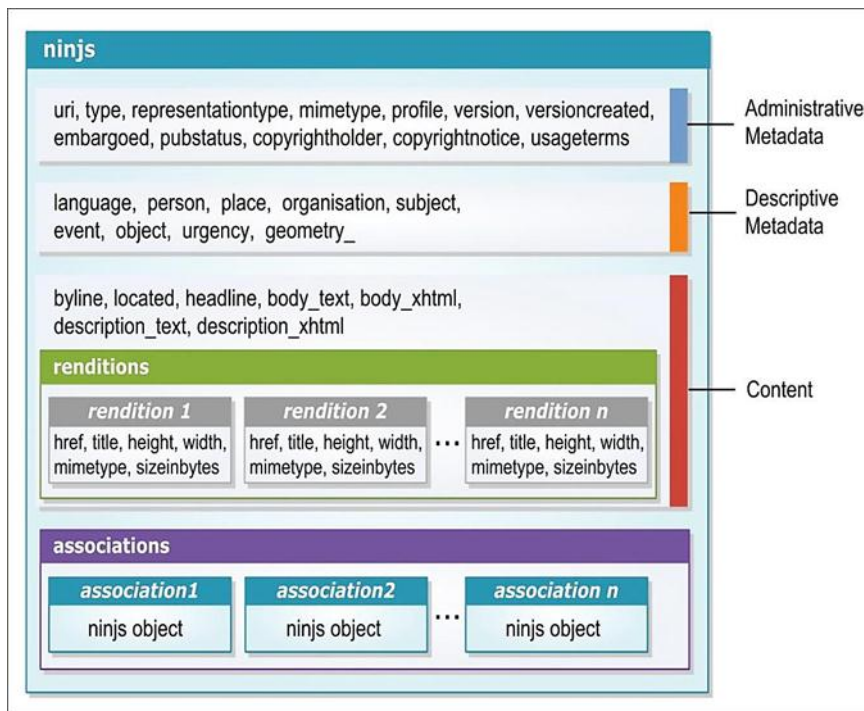 ninjs
uri, type, representationtype, mimetype, profile, version, versioncreated,
embargoed, pubstatus, copyrightholder, copyrightnotice, usageterms
Administrative
Metadata
language, person, place, organisation, subject,
event, object, urgency, geometry_
Descriptive
Metadata
byline, located, headline, body_text, body_xhtml,
description_text, description_xhtml
Content
renditions
rendition 1
href, title, height, width,
mimetype, sizeinbytes
rendition 2
href, title, height, width,
mimetype, sizeinbytes
...
rendition n
href, title, height, width,
mimetype, sizeinbytes
associations
association1
ninjs object
association2
ninjs object
...
association n
ninjs object